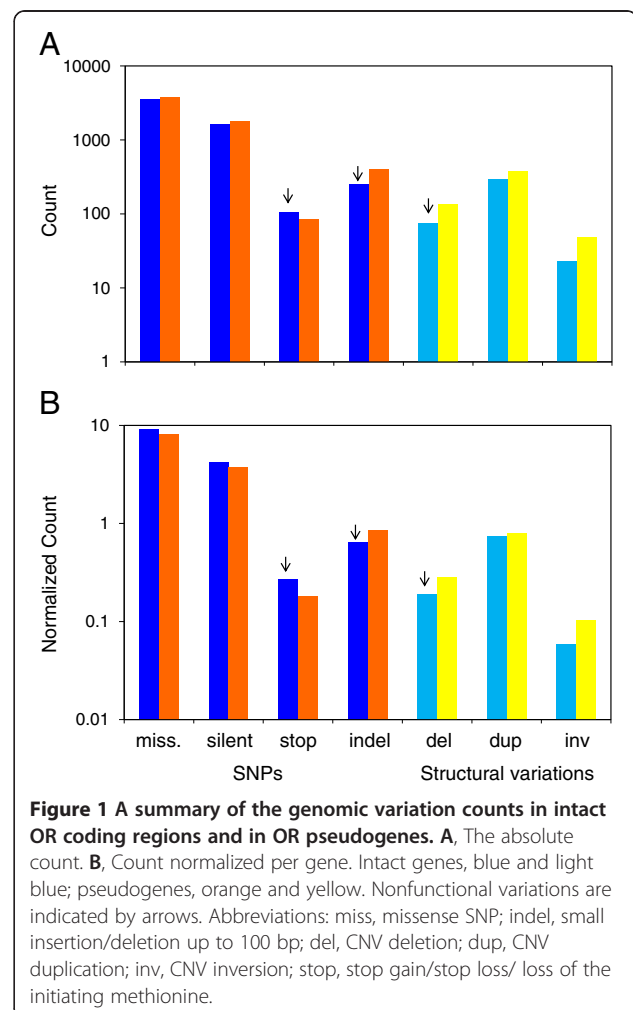 A
10000
1000
100
10
1
Count
B
10
1
0.1
0.01
Normalized Count
miss. silent stop indel del dup inv
SNPs Structural variations
Figure 1 A summary of the genomic variation counts in intact
OR coding regions and in OR pseudogenes. A, The absolute
count. B, Count normalized per gene. Intact genes, blue and light
blue; pseudogenes, orange and yellow. Nonfunctional variations are
indicated by arrows. Abbreviations: miss, missense SNP; indel, small
insertion/deletion up to 100 bp; del, CNV deletion; dup, CNV
duplication; inv, CNV inversion; stop, stop gain/stop loss/ loss of the
initiating methionine.